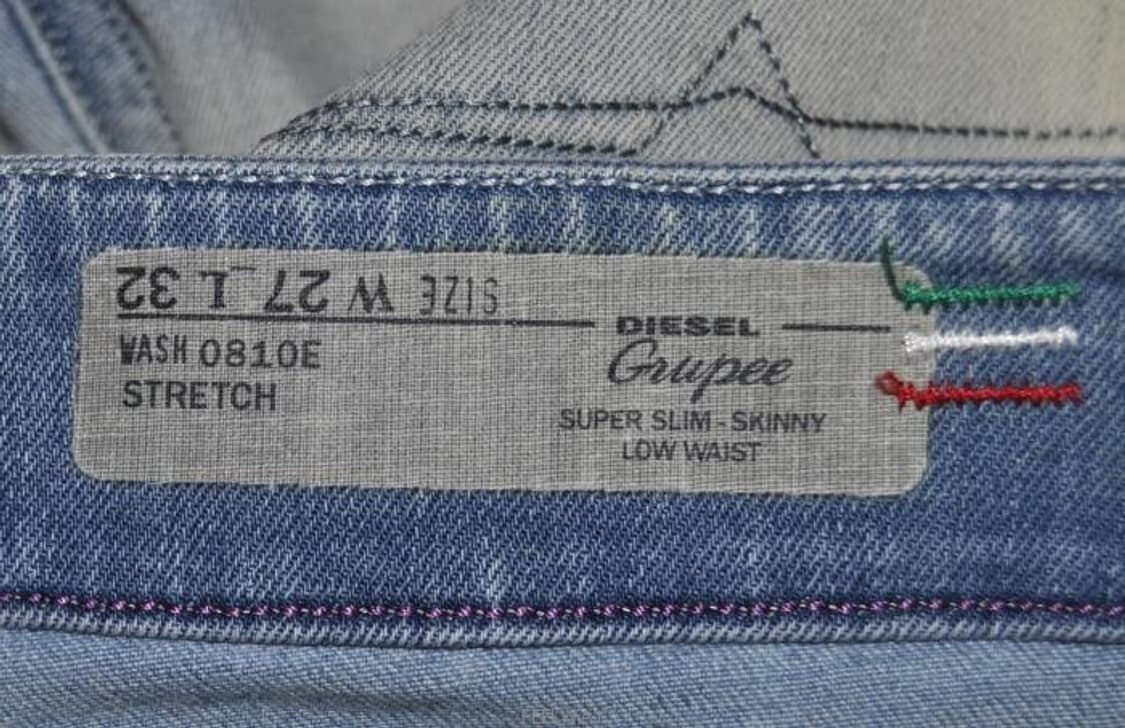 SIZE W 27 L 32
DIESEL
WASH 0810E
Grupee
STRETCH
SUPER SLIM - SKINNY
LOW WAIST